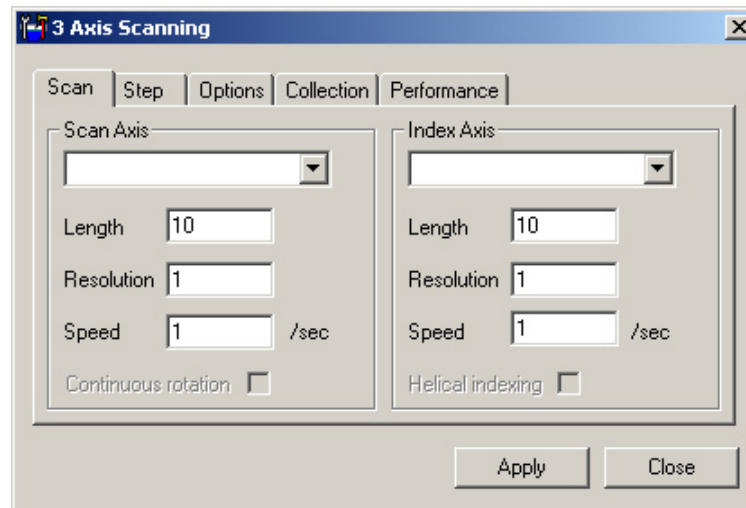 3 Axis Scanning
Scan Step Options Collection Performance
Scan Axis
Length 10
Resolution 1
Speed 1 /sec
Continuous rotation
Index Axis
Length 10
Resolution 1
Speed 1 /sec
Helical indexing
Apply Close